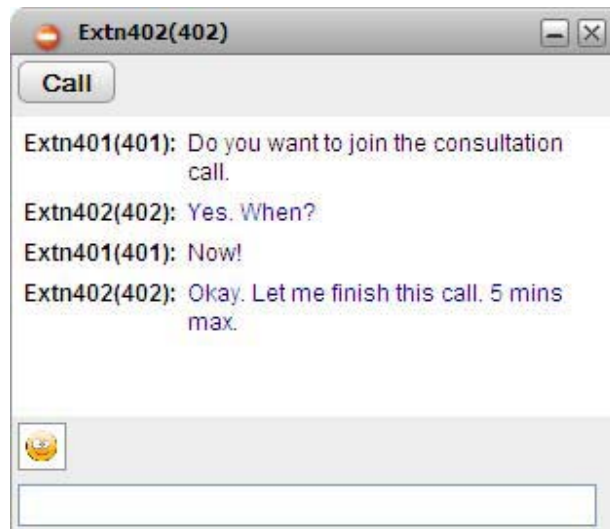 Extn402(402)
Call
Extn401(401): Do you want to join the consultation
call.
Extn402(402): Yes. When?
Extn401(401): Now!
Extn402(402): Okay. Let me finish this call. 5 mins
max.